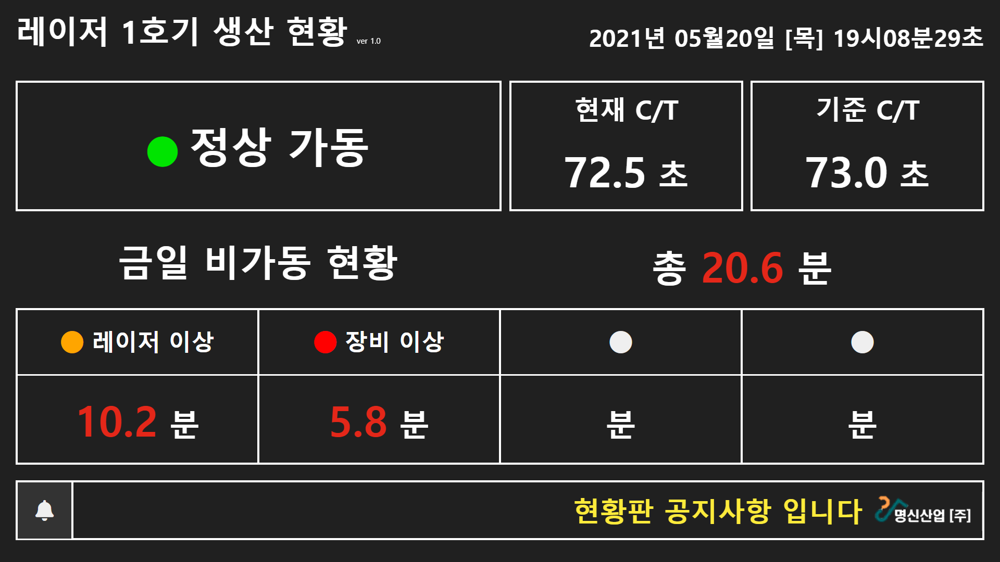 레이저 1호기 생산 현황 ver 1.0
2021년 05월20일 [목] 19시08분29초
정상 가동
현재 C/T
72.5 초
기준 C/T
73.0 초
금일 비가동 현황
총 20.6 분
레이저 이상
장비 이상
10.2 분
5.8 분
분
분
현황판 공지사항 입니다
명신산업 [주]